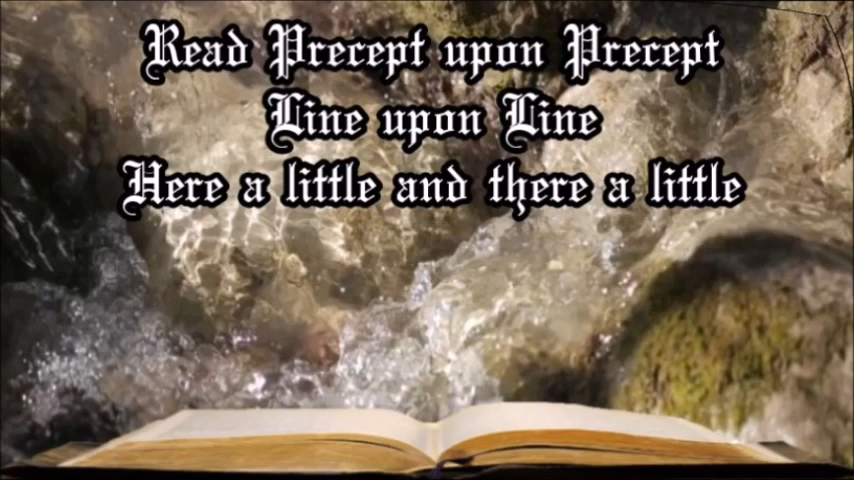 Read Precept upon Precept
Line upon Line
Here a little and there a little